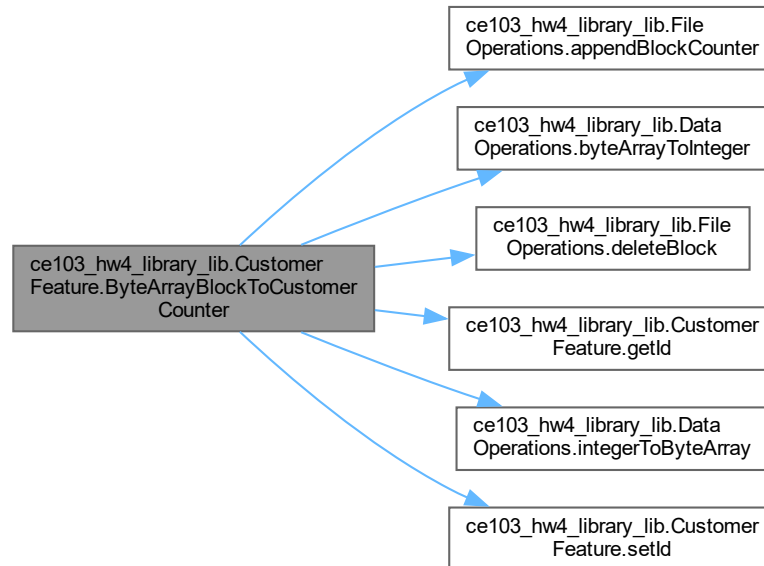 ce103_hw4_library_lib.File
Operations.appendBlockCounter
ce103_hw4_library_lib.Data
Operations.byteArrayToInteger
ce103_hw4_library_lib.File
Operations.deleteBlock
ce103_hw4_library_lib.Customer
Feature.ByteArrayBlockToCustomer
Counter
ce103_hw4_library_lib.Customer
Feature.getId
ce103_hw4_library_lib.Data
Operations.integerToByteArray
ce103_hw4_library_lib.Customer
Feature.setId